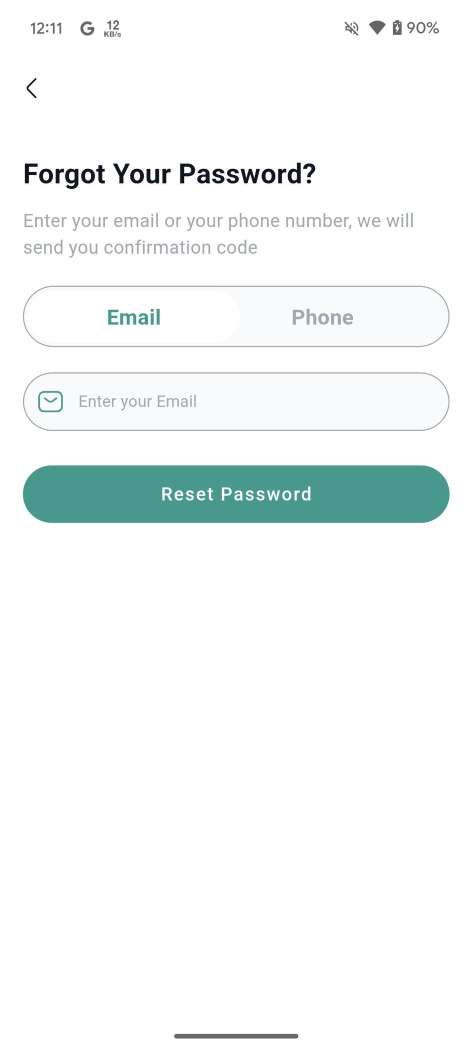 12:11
G
12
KB/s
90%
Forgot Your Password?
Enter your email or your phone number, we will
send you confirmation code
Email
Phone
Enter your Email
Reset Password